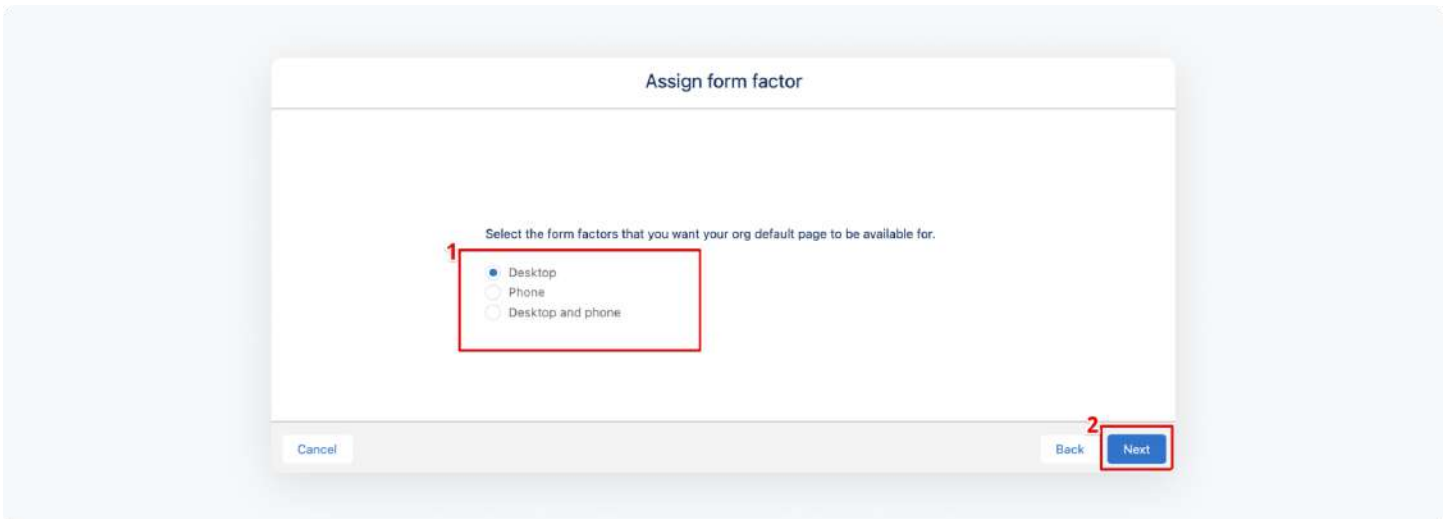 Assign form factor
Select the form factors that you want your org default page to be available for.
1
Desktop
Phone
Desktop and phone
2
Cancel
Back
Next